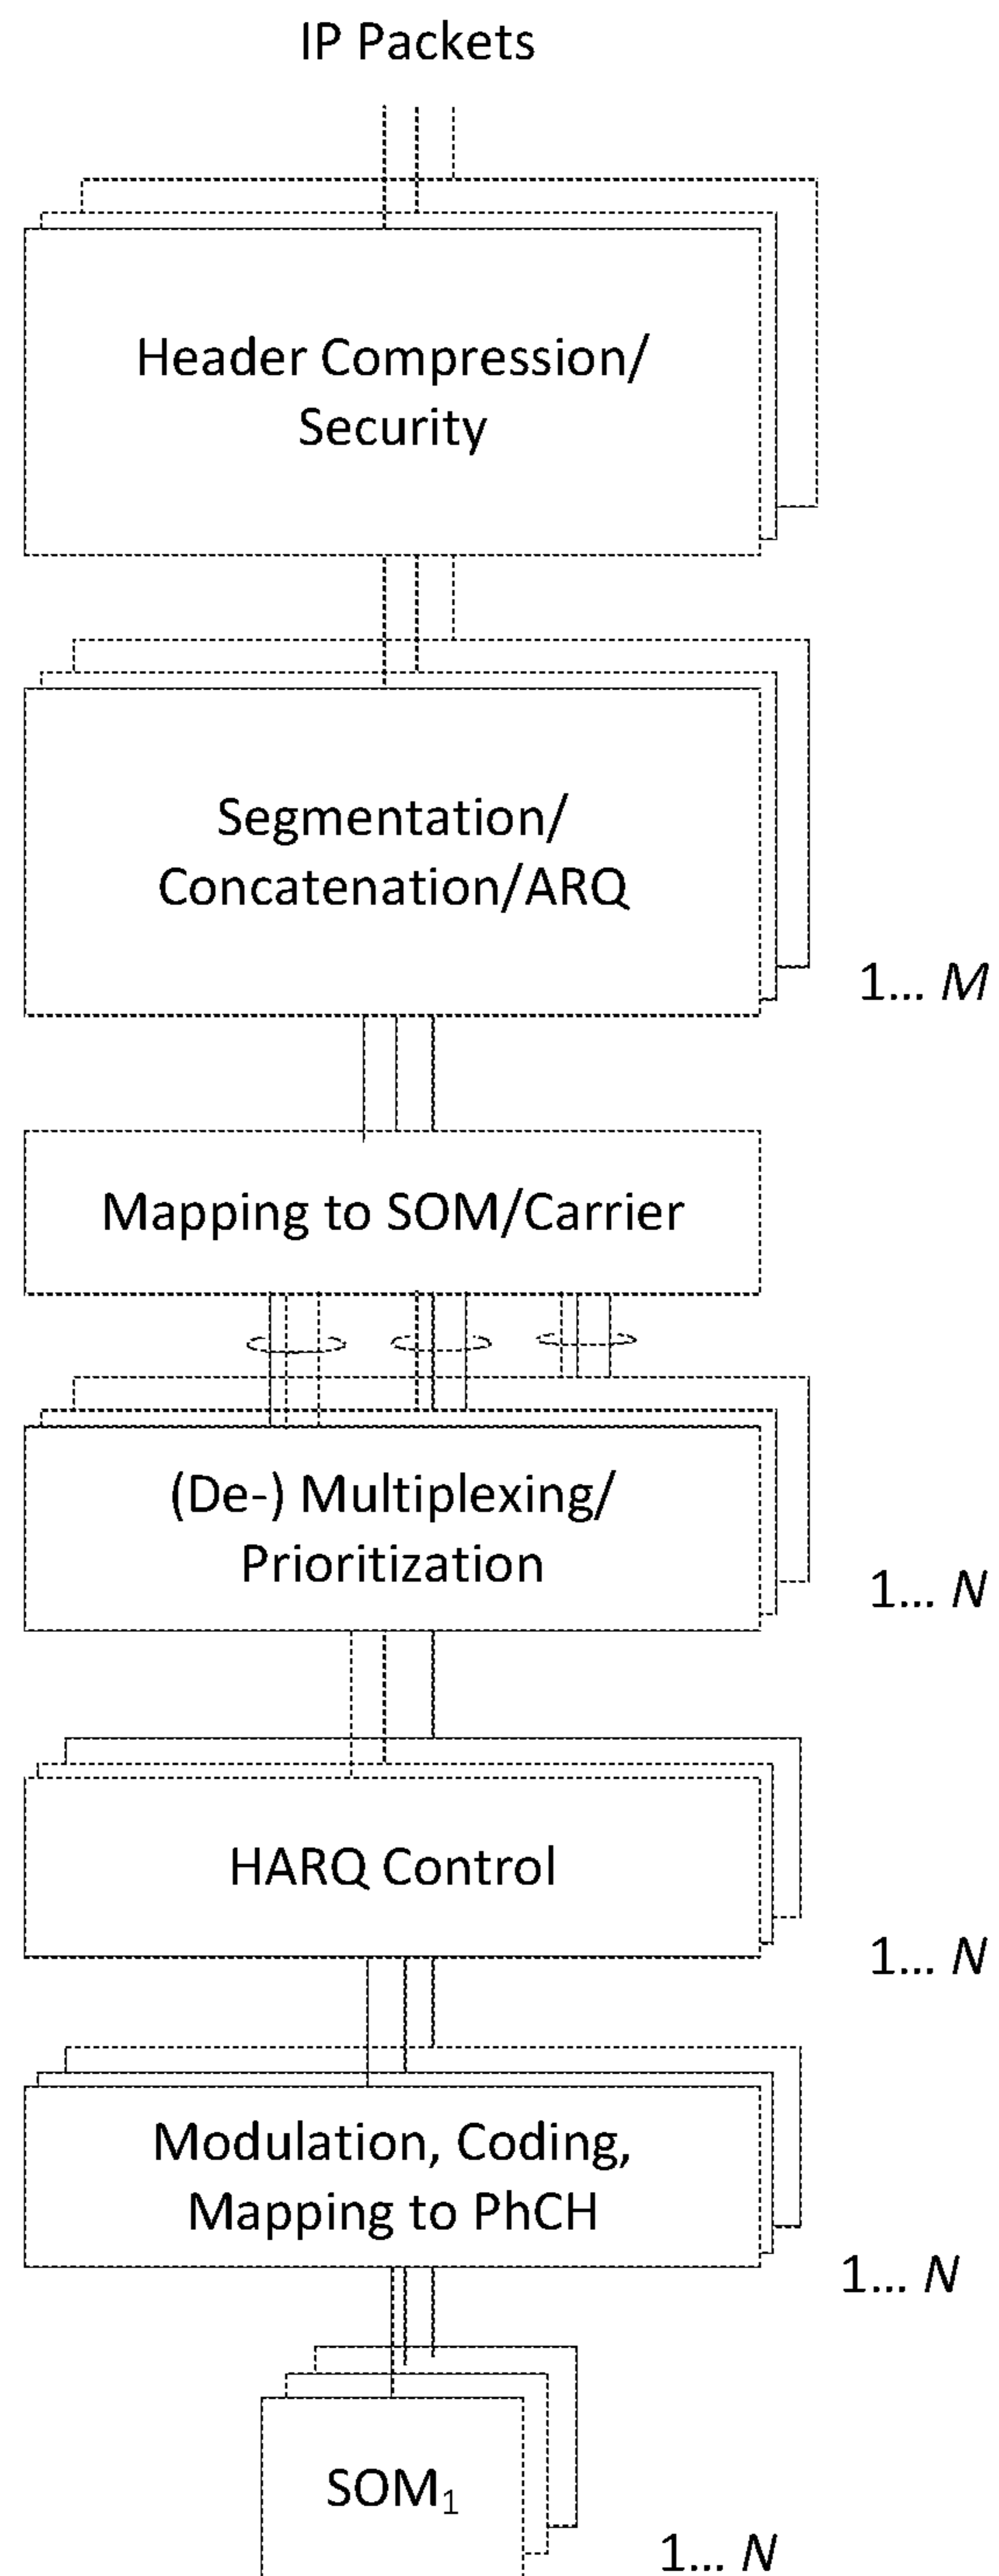 IP Packets
Header Compression/
Security
Segmentation/
Concatenation/ARQ
1... M
Mapping to SOM/Carrier
(De-) Multiplexing/
Prioritization
1... N
HARQ Control
1... N
Modulation, Coding,
Mapping to PhCH
1... N
SOM₁
1... N